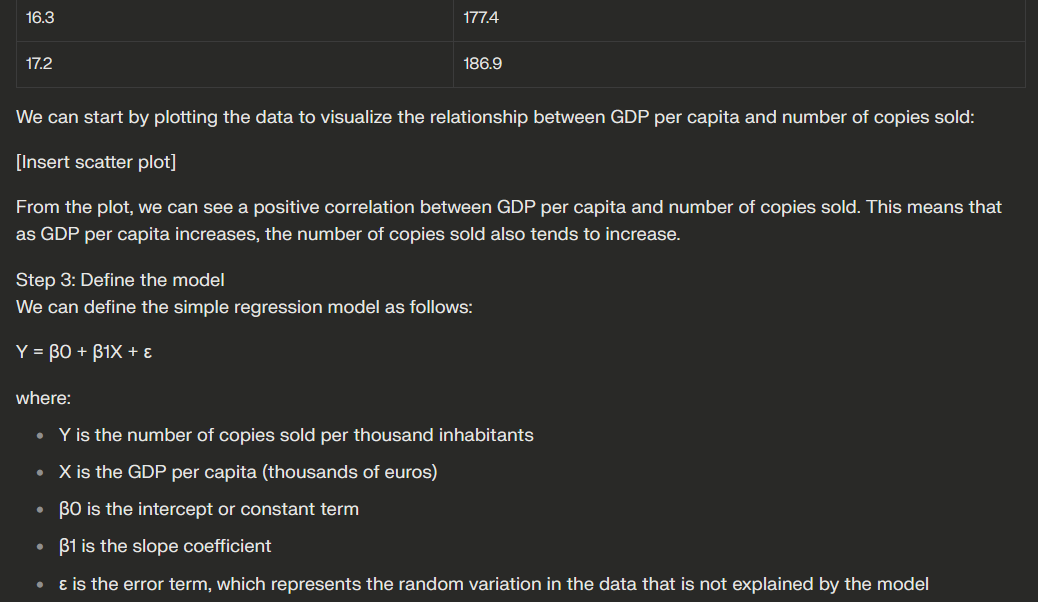 16.3 177.4
17.2 186.9
We can start by plotting the data to visualize the relationship between GDP per capita and number of copies sold:
[Insert scatter plot]
From the plot, we can see a positive correlation between GDP per capita and number of copies sold. This means that
as GDP per capita increases, the number of copies sold also tends to increase.
Step 3: Define the model
We can define the simple regression model as follows:
Y = β0 + β1X + ε
where:
• Y is the number of copies sold per thousand inhabitants
• X is the GDP per capita (thousands of euros)
• β0 is the intercept or constant term
• β1 is the slope coefficient
• ε is the error term, which represents the random variation in the data that is not explained by the model